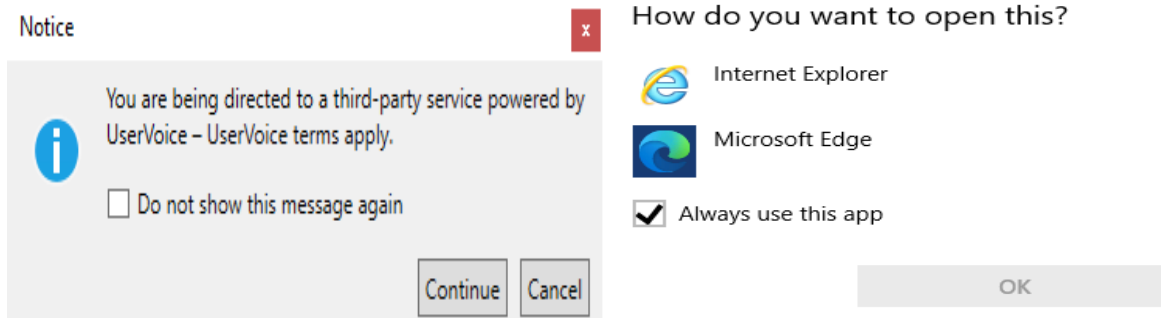 Notice
x
You are being directed to a third-party service powered by
UserVoice – UserVoice terms apply.
Do not show this message again
Continue Cancel
How do you want to open this?
Internet Explorer
Microsoft Edge
Always use this app
OK